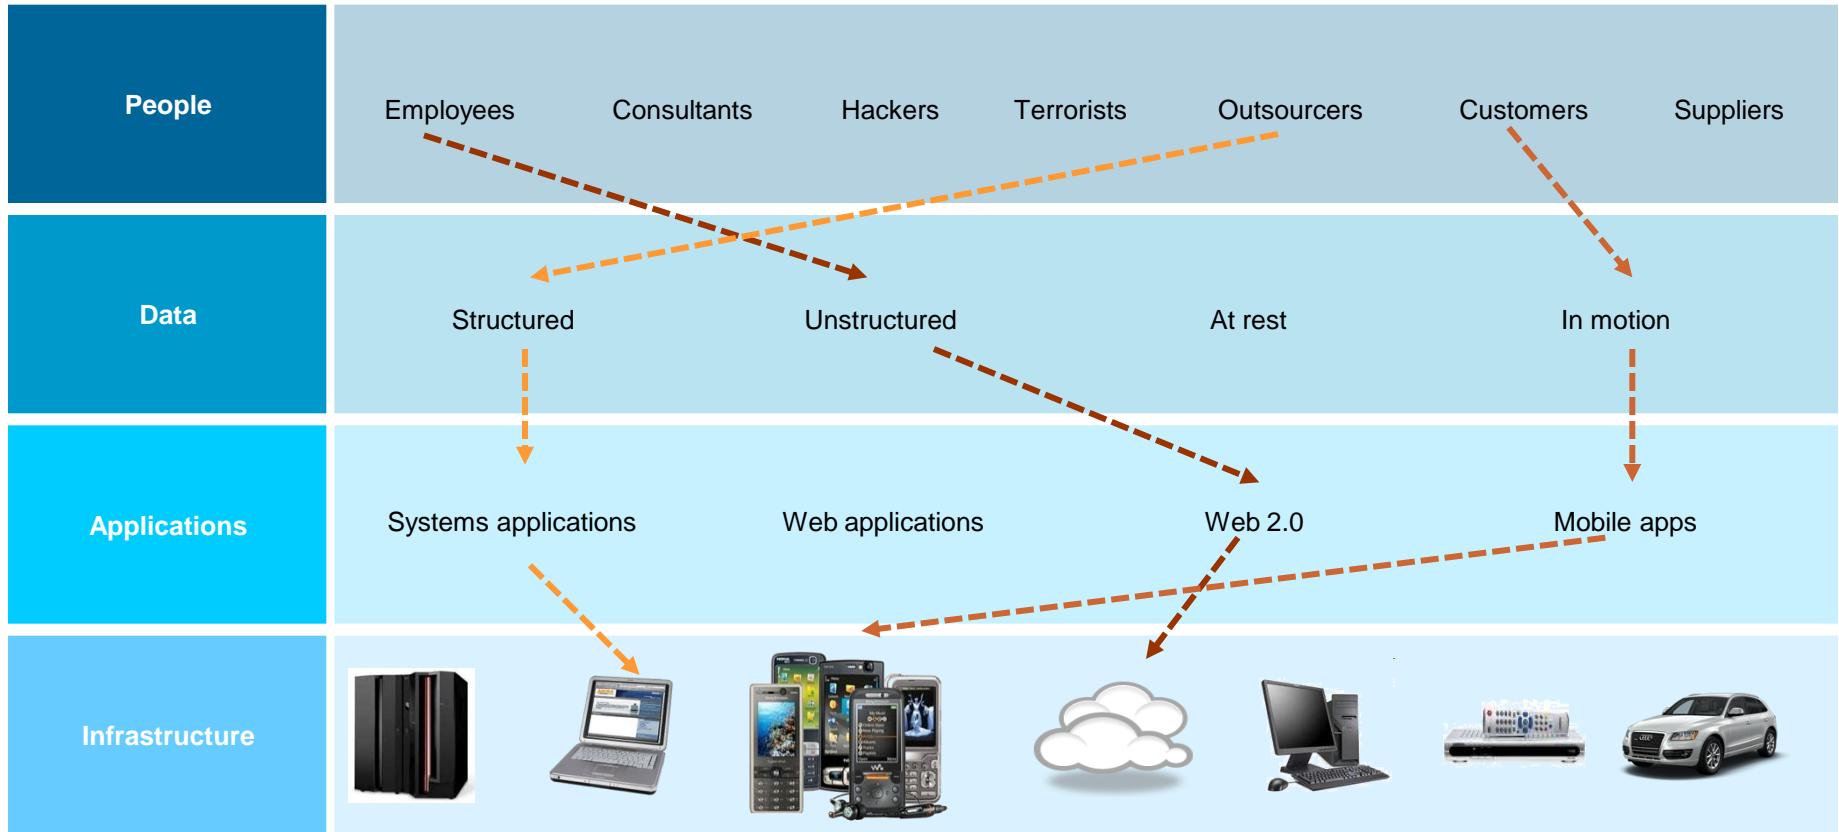 People
Employees Consultants Hackers Terrorists Outsourcers Customers Suppliers
Data
Structured Unstructured At rest In motion
Applications
Systems applications Web applications Web 2.0 Mobile apps
Infrastructure